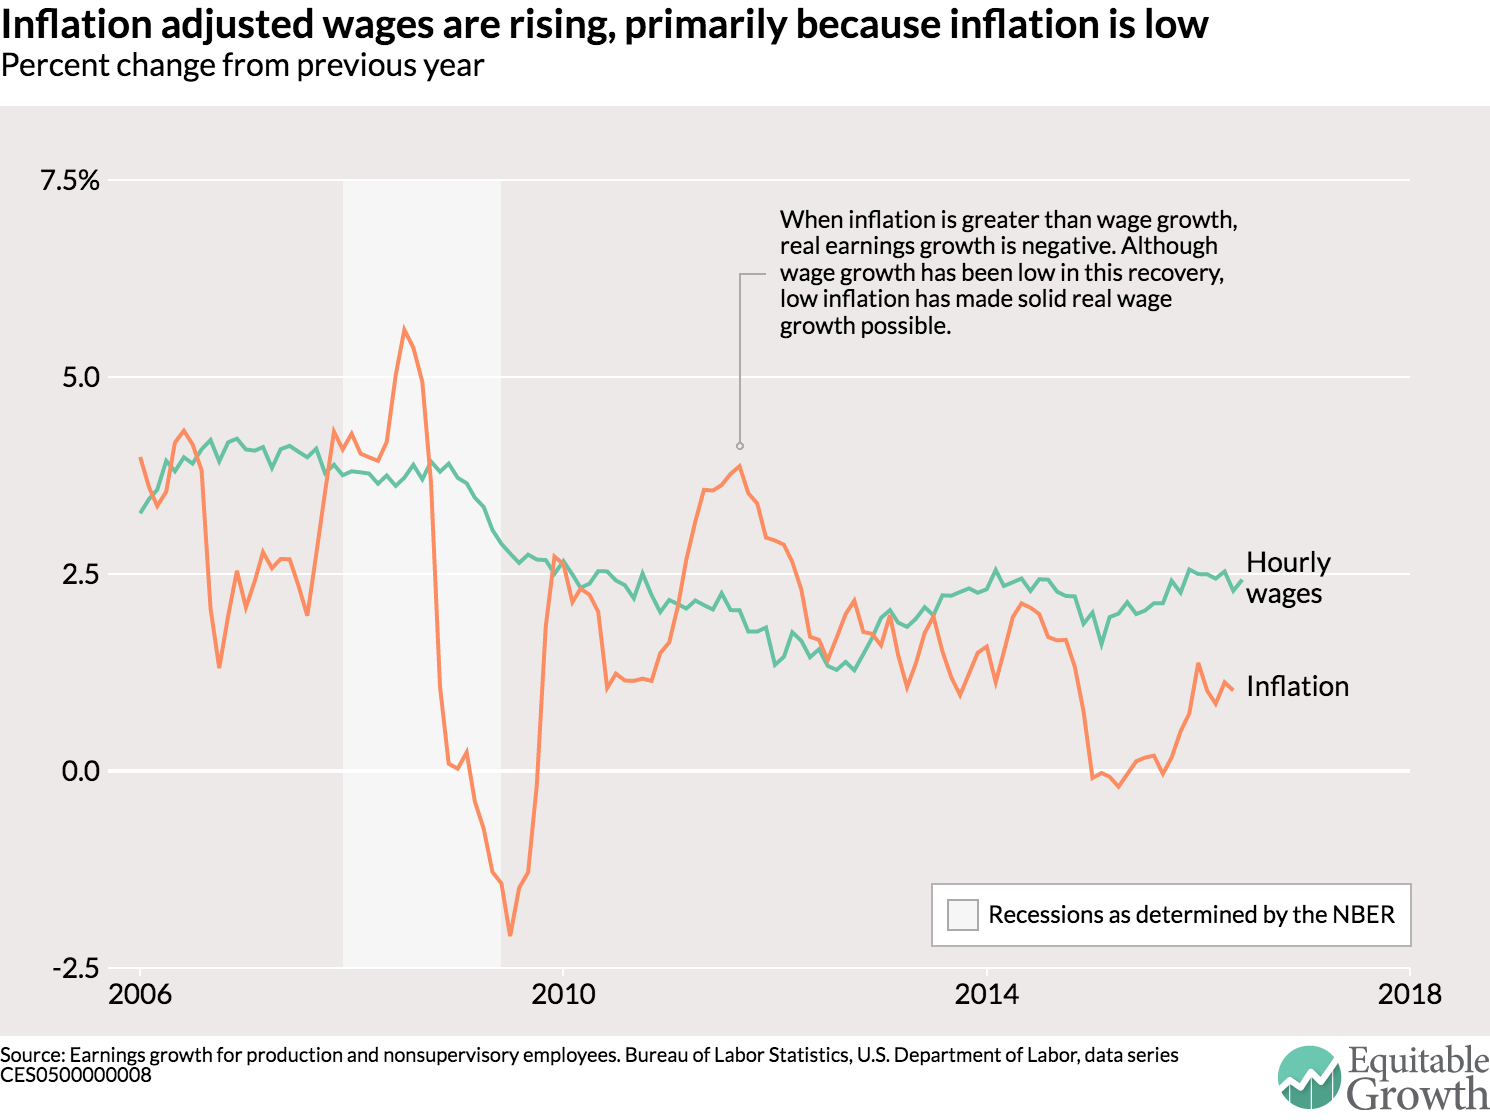 Inflation adjusted wages are rising, primarily because inflation is low
Percent change from previous year
7.5%
When inflation is greater than wage growth,
real earnings growth is negative. Although
wage growth has been low in this recovery,
low inflation has made solid real wage
growth possible.
5.0
2.5
Hourly
wages
Inflation
0.0
Recessions as determined by the NBER
-2.5
2006
2010
2014
2018
Source: Earnings growth for production and nonsupervisory employees. Bureau of Labor Statistics, U.S. Department of Labor, data series
CES0500000008
Equitable
Growth